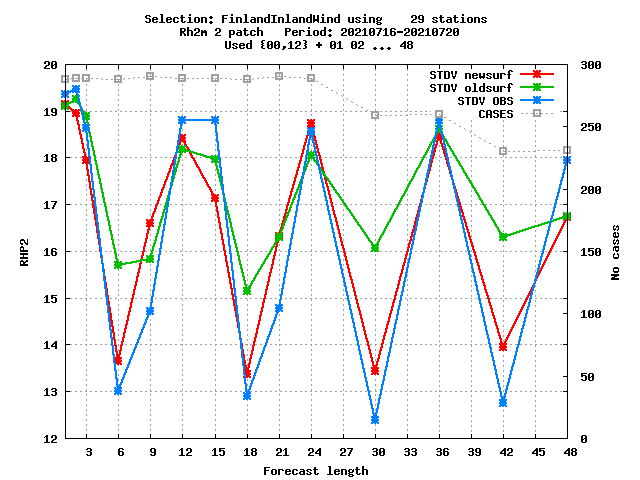 Selection: FinlandInlandWind using    29 stations
Rh2m 2 patch   Period: 20210716-20210720
Used {00,12} + 01 02 ... 48
STDV newsurf
STDV oldsurf
STDV OBS
CASES
20
19
18
17
16
15
14
13
12
RHP2
300
250
200
150
100
50
0
No cases
3 6 9 12 15 18 21 24 27 30 33 36 39 42 45 48
Forecast length